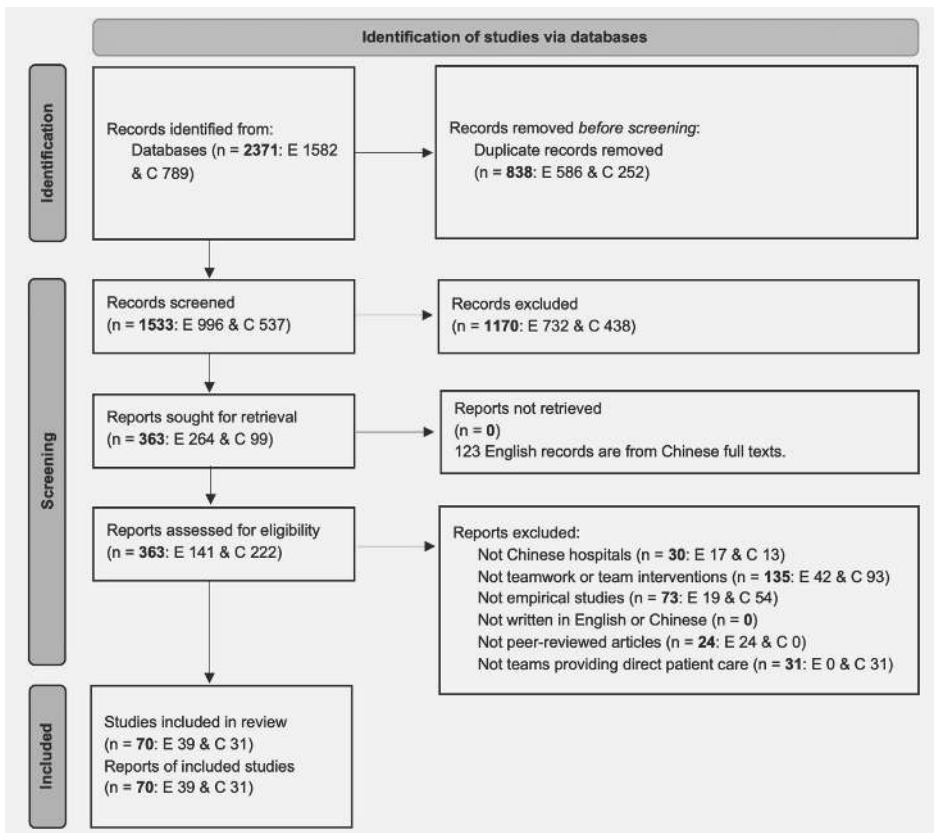 Identification of studies via databases
Identification
Records identified from:
Databases (n = 2371: E 1582
& C 789)
Records removed before screening:
Duplicate records removed
(n = 838: E 586 & C 252)
Screening
Records screened
(n = 1533: E 996 & C 537)
Records excluded
(n = 1170: E 732 & C 438)
Reports sought for retrieval
(n = 363: E 264 & C 99)
Reports not retrieved
(n = 0)
123 English records are from Chinese full texts.
Reports assessed for eligibility
(n = 363: E 141 & C 222)
Reports excluded:
Not Chinese hospitals (n = 30: E 17 & C 13)
Not teamwork or team interventions (n = 135: E 42 & C 93)
Not empirical studies (n = 73: E 19 & C 54)
Not written in English or Chinese (n = 0)
Not peer-reviewed articles (n = 24: E 24 & C 0)
Not teams providing direct patient care (n = 31: E 0 & C 31)
Included
Studies included in review
(n = 70: E 39 & C 31)
Reports of included studies
(n = 70: E 39 & C 31)